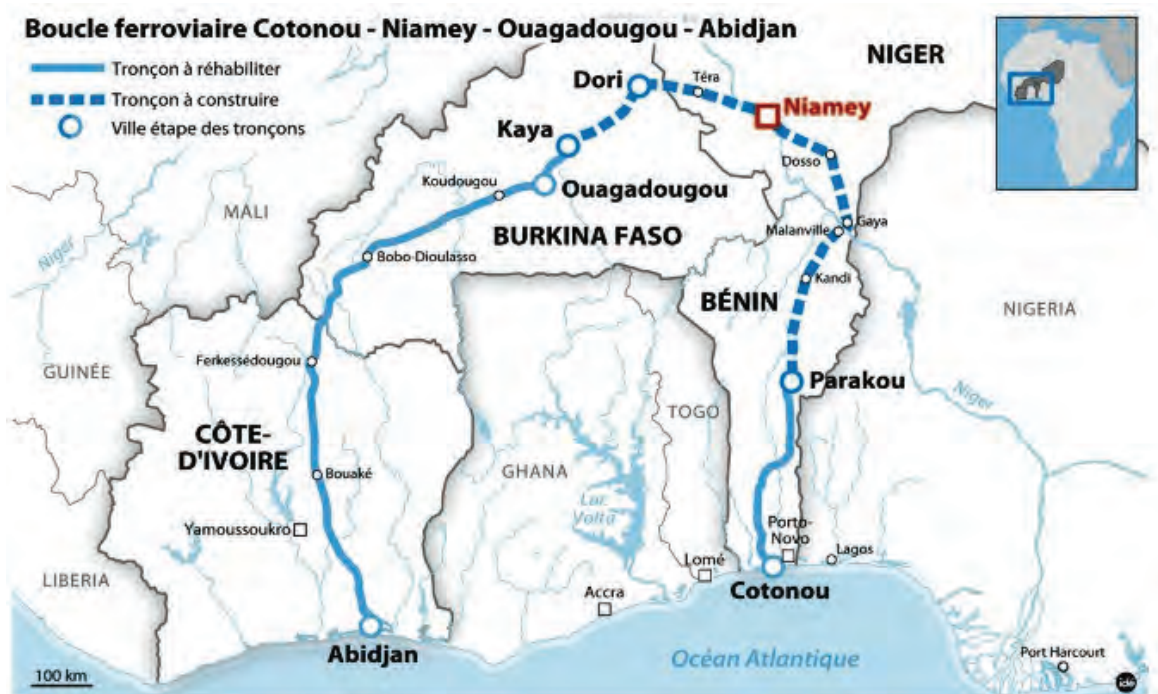 Boucle ferroviaire Cotonou - Niamey - Ouagadougou - Abidjan
Tronçon à réhabiliter
Tronçon à construire
Ville étape des tronçons
NIGER
Dori
Téra
Niamey
Kaya
Dosso
Koudougou
Ouagadougou
MALI
Gaya
Malanville
Niger
BURKINA FASO
Bobo-Dioulasso
Kandi
BÉNIN
NIGERIA
Ferkessédougou
GUINÉE
Parakou
Niger
TOGO
CÔTE-
D'IVOIRE
Bouaké
GHANA
Lac
Volta
Yamoussoukro
Porto-
Novo
Lagos
Lomé
LIBERIA
Cotonou
Accra
Abidjan
Océan Atlantique
Port Harcourt
100 km
idé